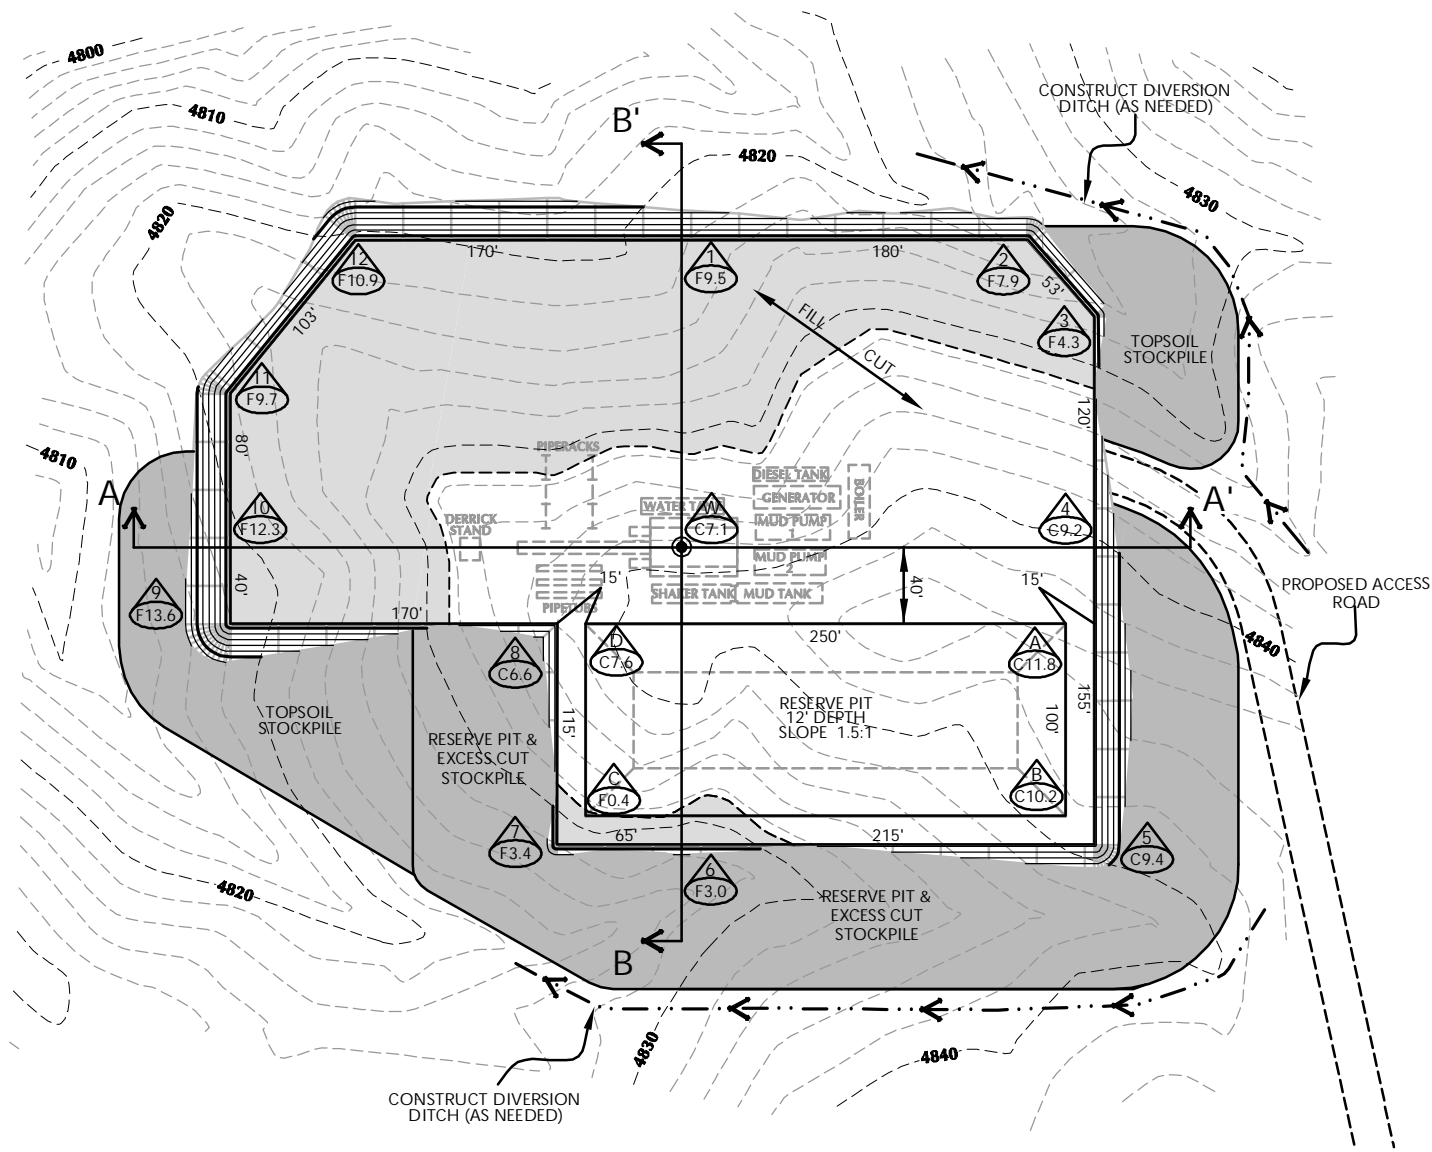 4800
CONSTRUCT DIVERSION
DITCH (AS NEEDED)
4810
B'
4820
4830
4820
170'
1
F9.5
180'
2
F7.9
12
F10.9
53'
103'
FILL
CUT
3
F4.3
TOPSOIL
STOCKPILE
11
F9.7
120'
80'
4810
PIPERACKS
DIESEL TANK
GENERATOR
BOILER
A
A'
10
F12.3
DERRICK
STAND
WATER TANK
W
C7.1
MUD PUMP
1
4
C9.2
MUD PUMP
2
40'
15'
40'
15'
9
F13.6
PIPETUBS
SHAKER TANK
MUD TANK
PROPOSED ACCESS
ROAD
170'
250'
4840
8
C6.6
D
C7.6
A
C11.8
TOPSOIL
STOCKPILE
115'
RESERVE PIT
12' DEPTH
SLOPE 1.5:1
100'
155'
RESERVE PIT &
EXCESS CUT
STOCKPILE
C
F0.4
B
C10.2
7
F3.4
65'
215'
5
C9.4
6
F3.0
4820
RESERVE PIT &
EXCESS CUT
STOCKPILE
B
4830
4840
CONSTRUCT DIVERSION
DITCH (AS NEEDED)